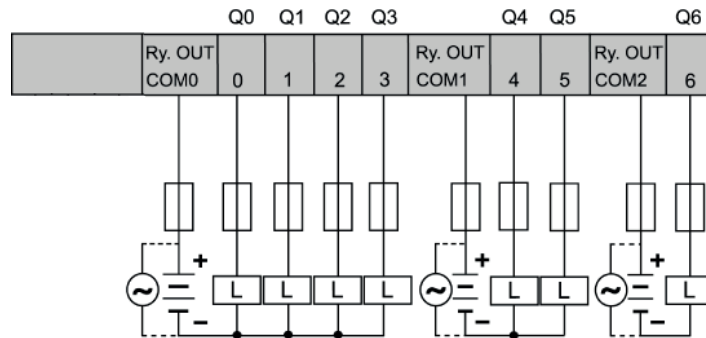 Q0 Q1 Q2 Q3 Q4 Q5 Q6
Ry. OUT Ry. OUT Ry. OUT
COM0 0 1 2 3 COM1 4 5 COM2 6
+ + +
~ L L L L ~ L L ~ L
− − −